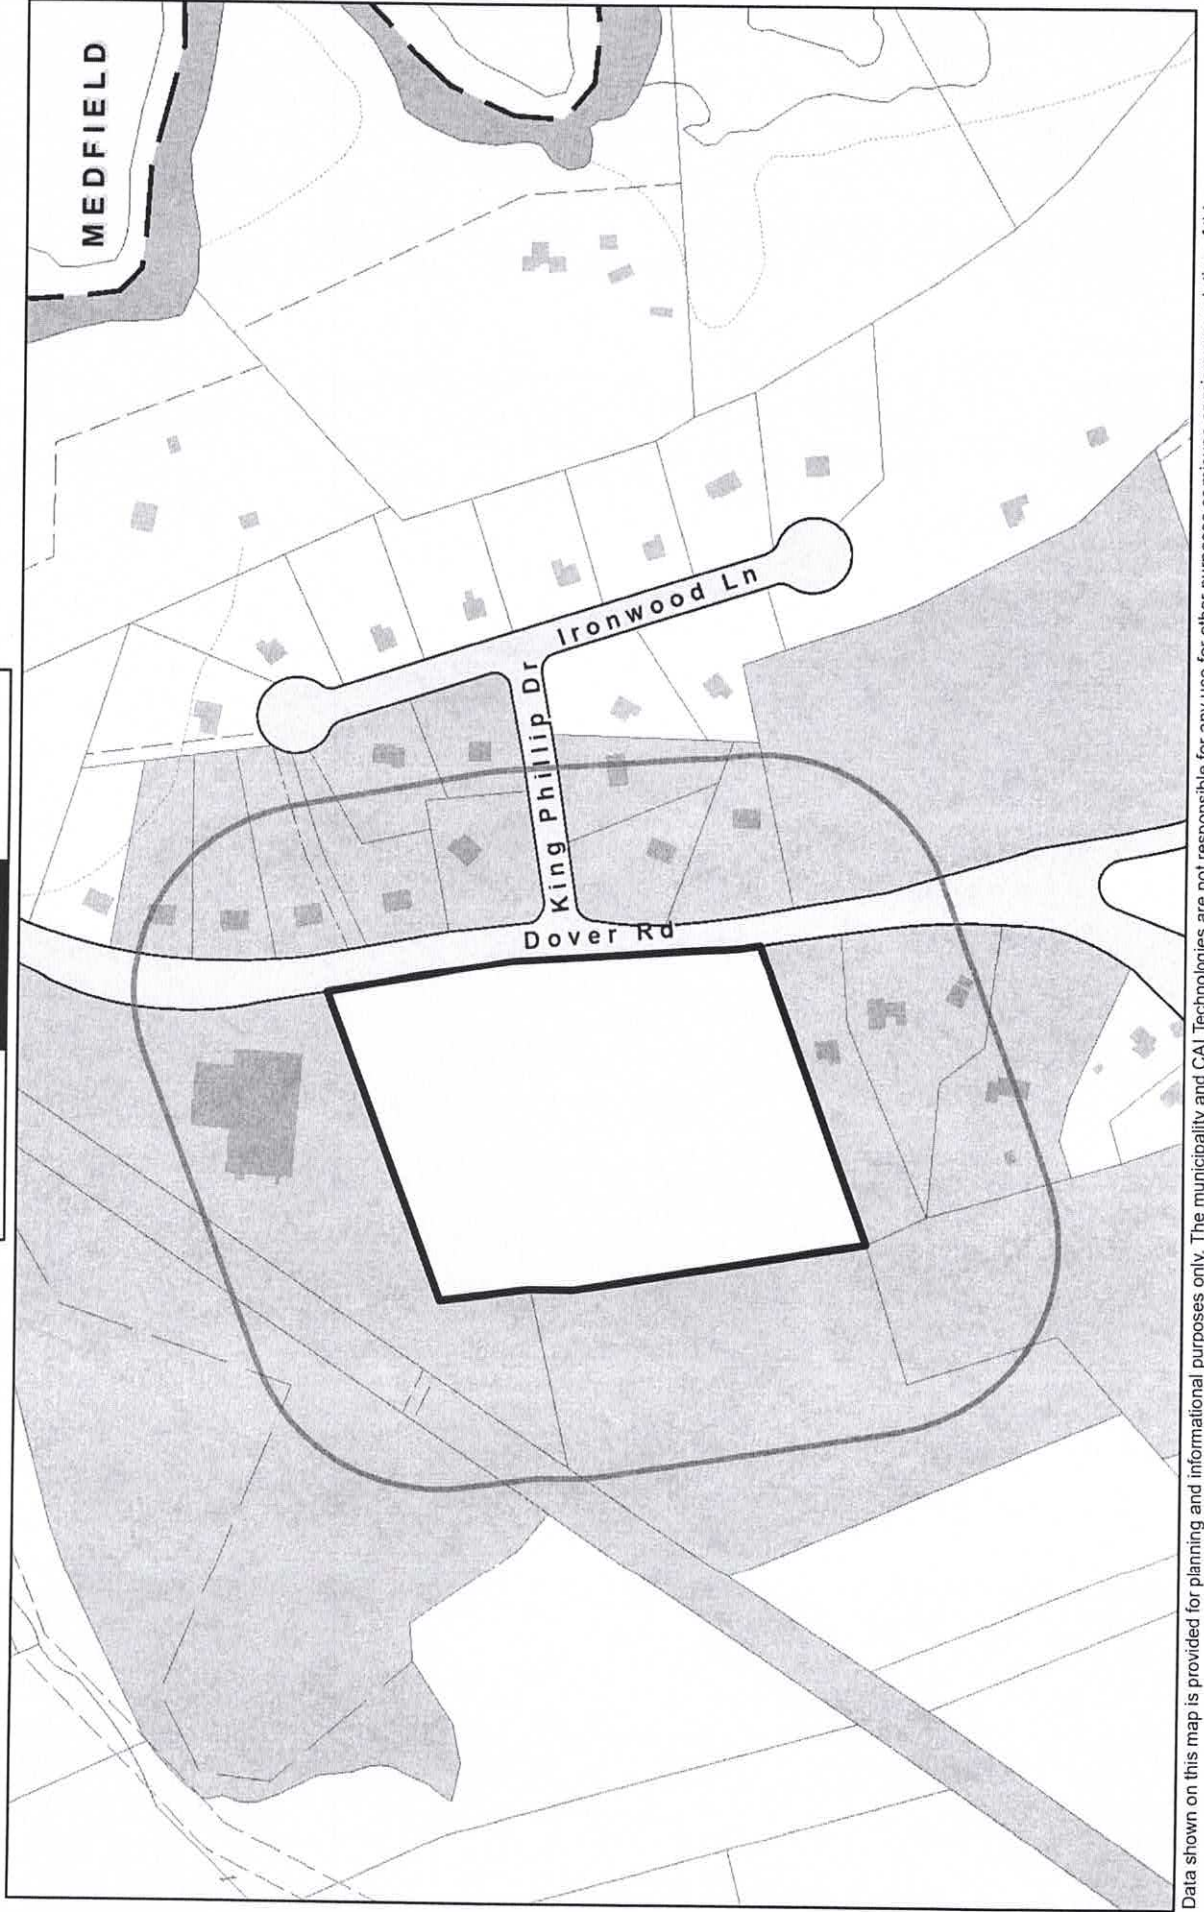 MEDFIELD
Ironwood Ln
King Phillip Dr
Dover Rd
Data shown on this map is provided for planning and informational purposes only. The municipality and CAI Technologies are not responsible for any use for other purposes